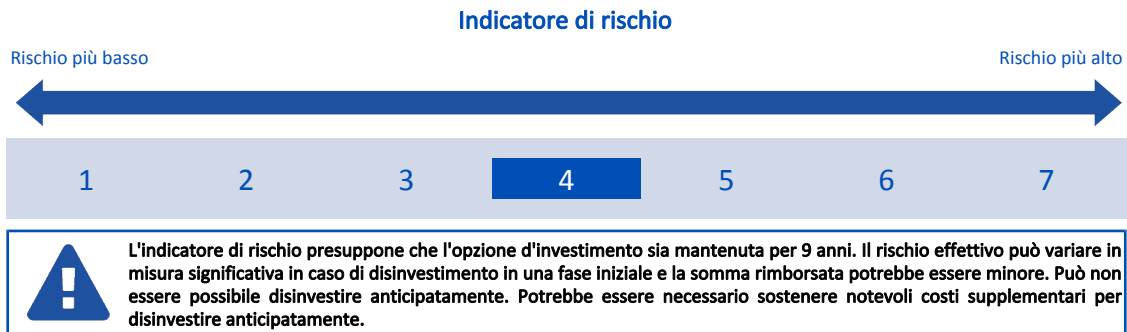 Indicatore di rischio
Rischio più basso
Rischio più alto
1 2 3 4 5 6 7
L'indicatore di rischio presuppone che l'opzione d'investimento sia mantenuta per 9 anni. Il rischio effettivo può variare in
misura significativa in caso di disinvestimento in una fase iniziale e la somma rimborsata potrebbe essere minore. Può non
essere possibile disinvestire anticipatamente. Potrebbe essere necessario sostenere notevoli costi supplementari per
disinvestire anticipatamente.